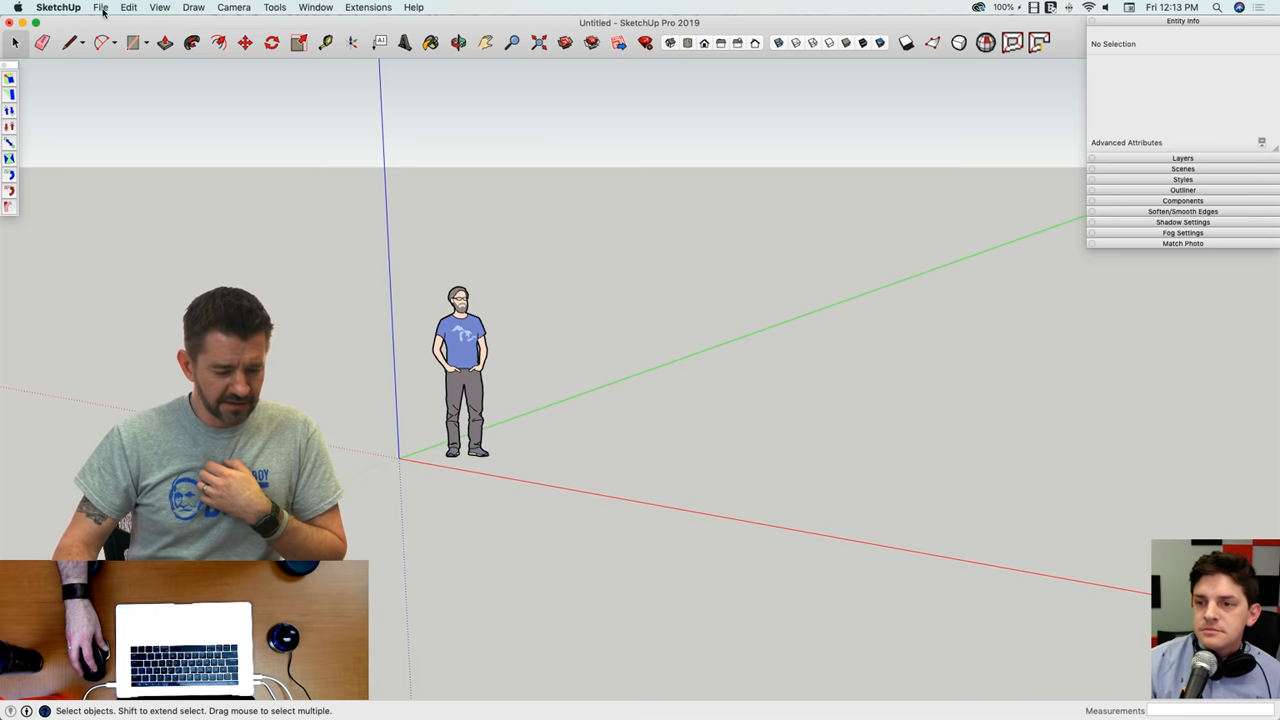 SketchUp File Edit View Draw Camera Tools Window Extensions Help 100% Fri 12:13 PM
Untitled - SketchUp Pro 2019
Entity Info
No Selection
Advanced Attributes
Layers
Scenes
Styles
Outliner
Components
Soften/Smooth Edges
Shadow Settings
Fog Settings
Match Photo
Select objects. Shift to extend select. Drag mouse to select multiple.
Measurements